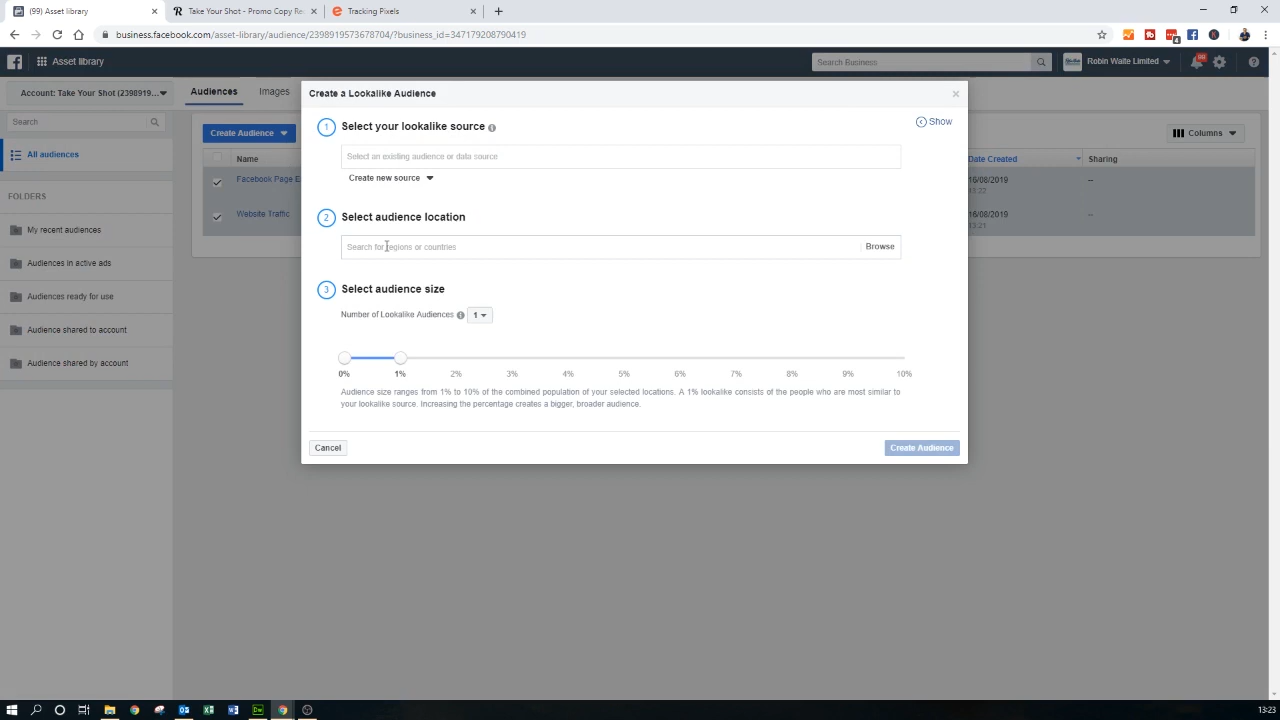 (99) Asset library
Take Your Shot - Promo Copy Re
Tracking Pixels
business.facebook.com/asset-library/audience/2398919573678704/?business_id=347179208790419
Asset library
Search Business
Robin Waite Limited
Account: Take Your Shot (2398919...
Audiences
Images
Search
All audiences
FOLDERS
My recent audiences
Audiences in active ads
Audiences ready for use
Audience shared to account
Audience shared by account
Create Audience
Columns
Name
Date Created
Sharing
Facebook Page E
16/08/2019
13:22
--
Website Traffic
16/08/2019
13:21
--
Create a Lookalike Audience
Show
1 Select your lookalike source
Select an existing audience or data source
Create new source
2 Select audience location
Search for regions or countries
Browse
3 Select audience size
Number of Lookalike Audiences
1
0% 1% 2% 3% 4% 5% 6% 7% 8% 9% 10%
Audience size ranges from 1% to 10% of the combined population of your selected locations. A 1% lookalike consists of the people who are most similar to
your lookalike source. Increasing the percentage creates a bigger, broader audience.
Cancel
Create Audience
13:23